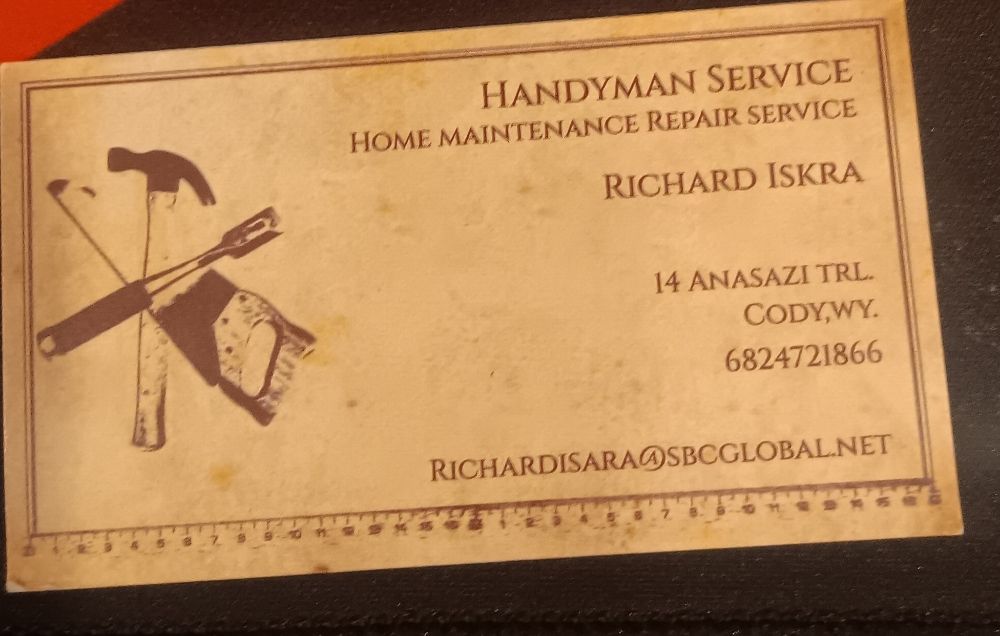 Handyman Service
Home maintenance Repair service
Richard Iskra
14 Anasazi trl.
Cody,wy.
6824721866
Richardisara@sbcglobal.net